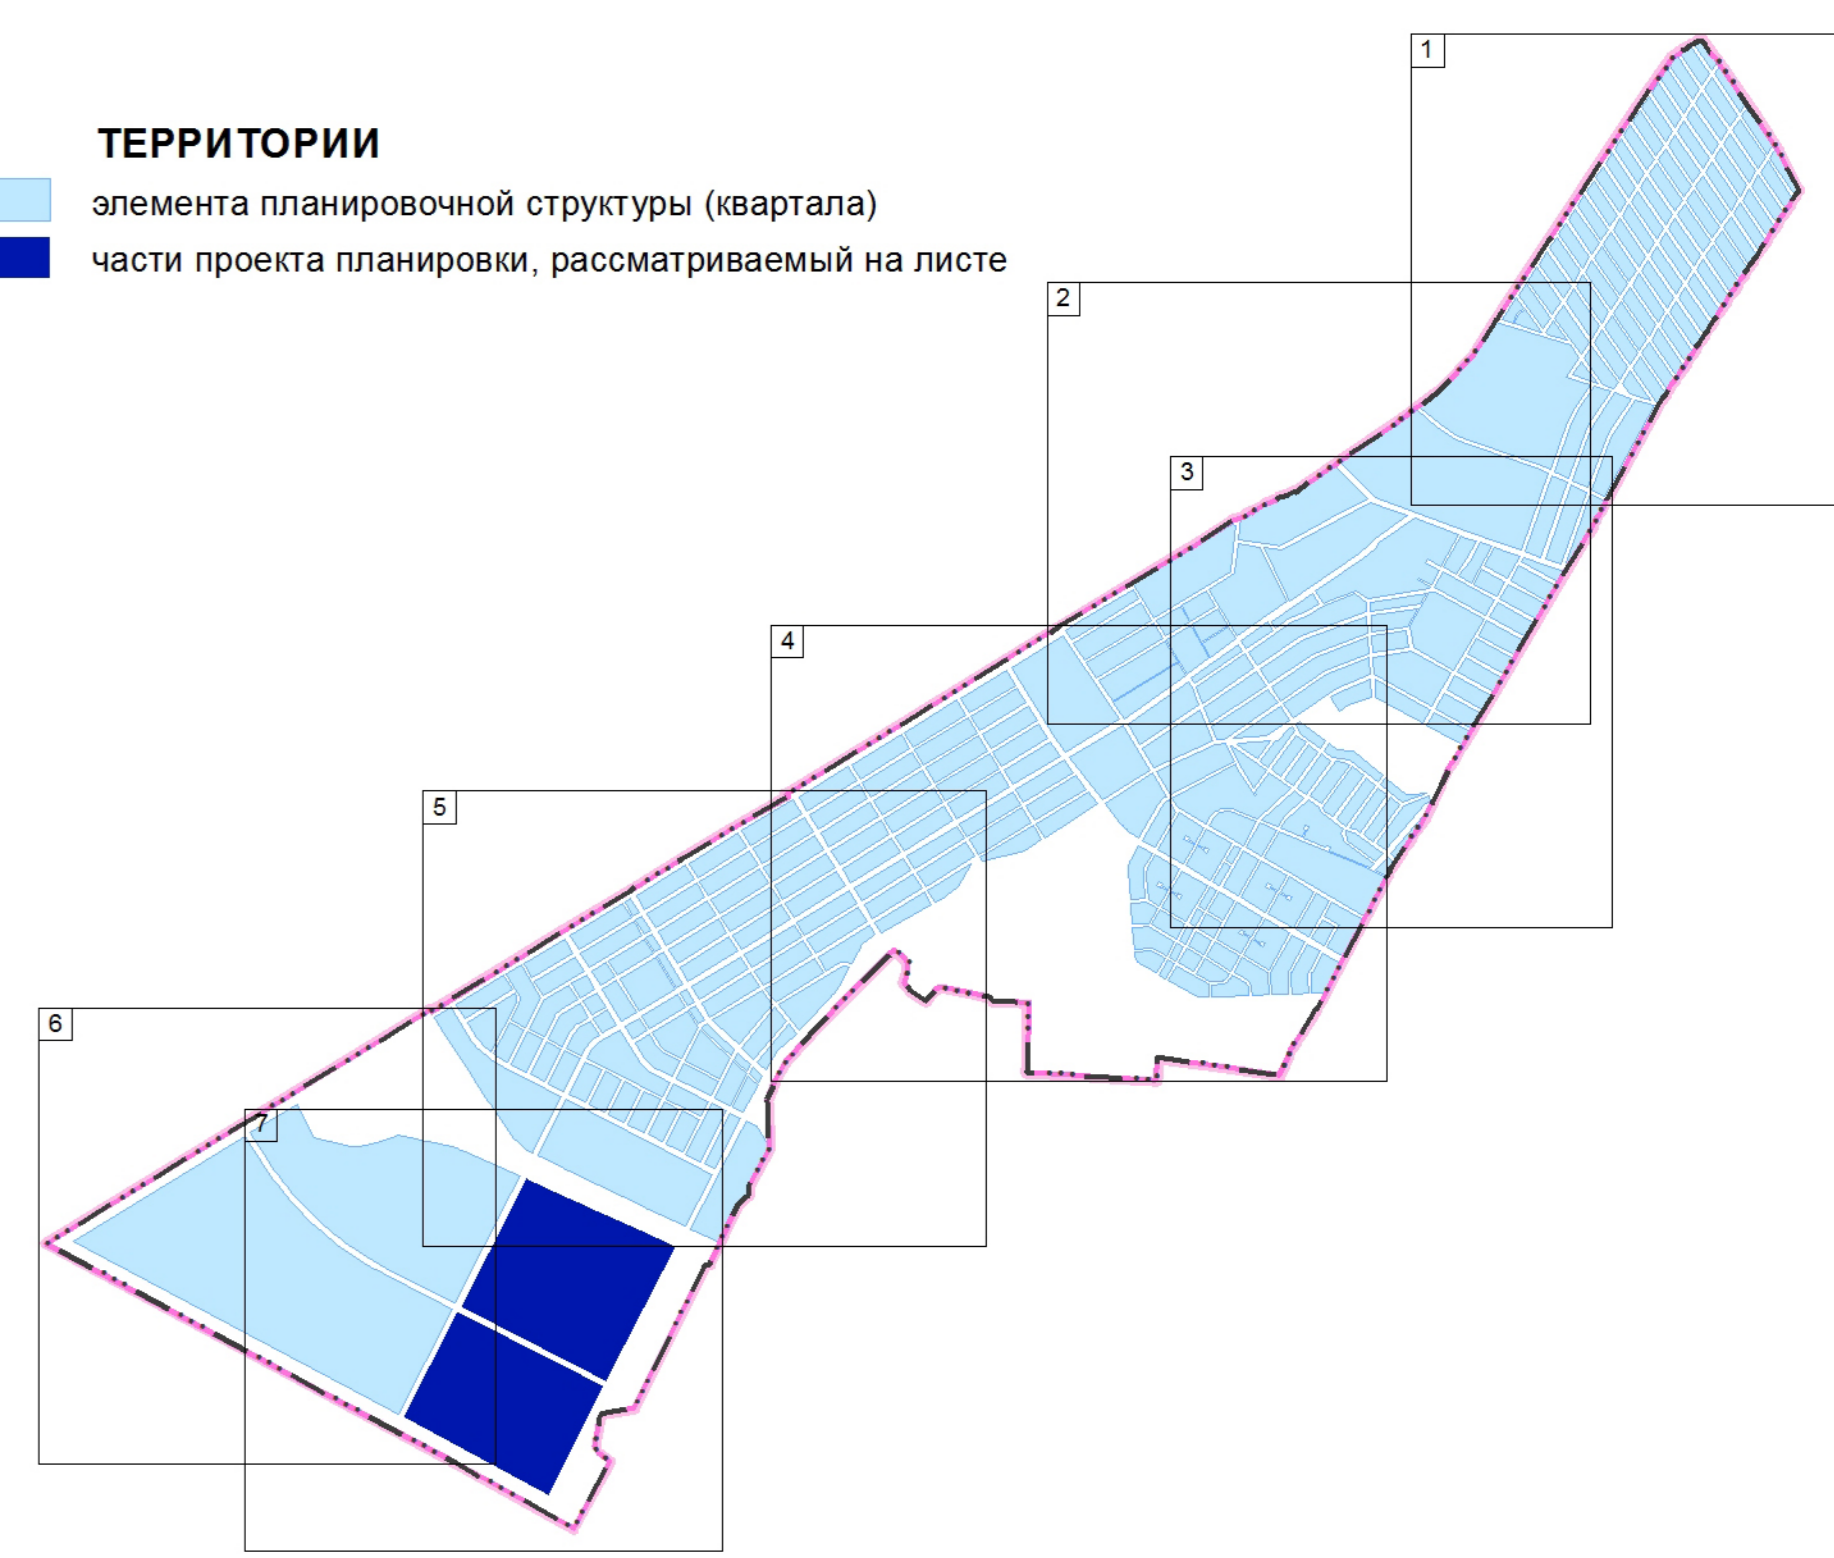 1
ТЕРРИТОРИИ
элемента планировочной структуры (квартала)
части проекта планировки, рассматриваемый на листе
2
3
4
5
6
7